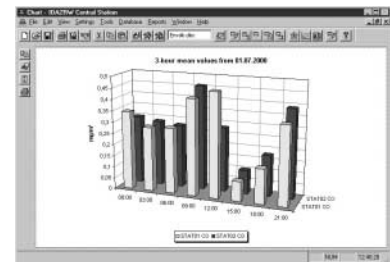 Chart - IBAZBW Central Station
File Edit View Settings Tools Database Reports Window Help
3-hour mean values from 01.07.2000
0,5
0,45
0,4
0,35
0,3
0,25
0,2
0,15
0,1
0,05
0
mg/m³
00:00 03:00 06:00 09:00 12:00 15:00 18:00 21:00
STAT02 CO
STAT01 CO
STAT01 CO STAT02 CO
NUM